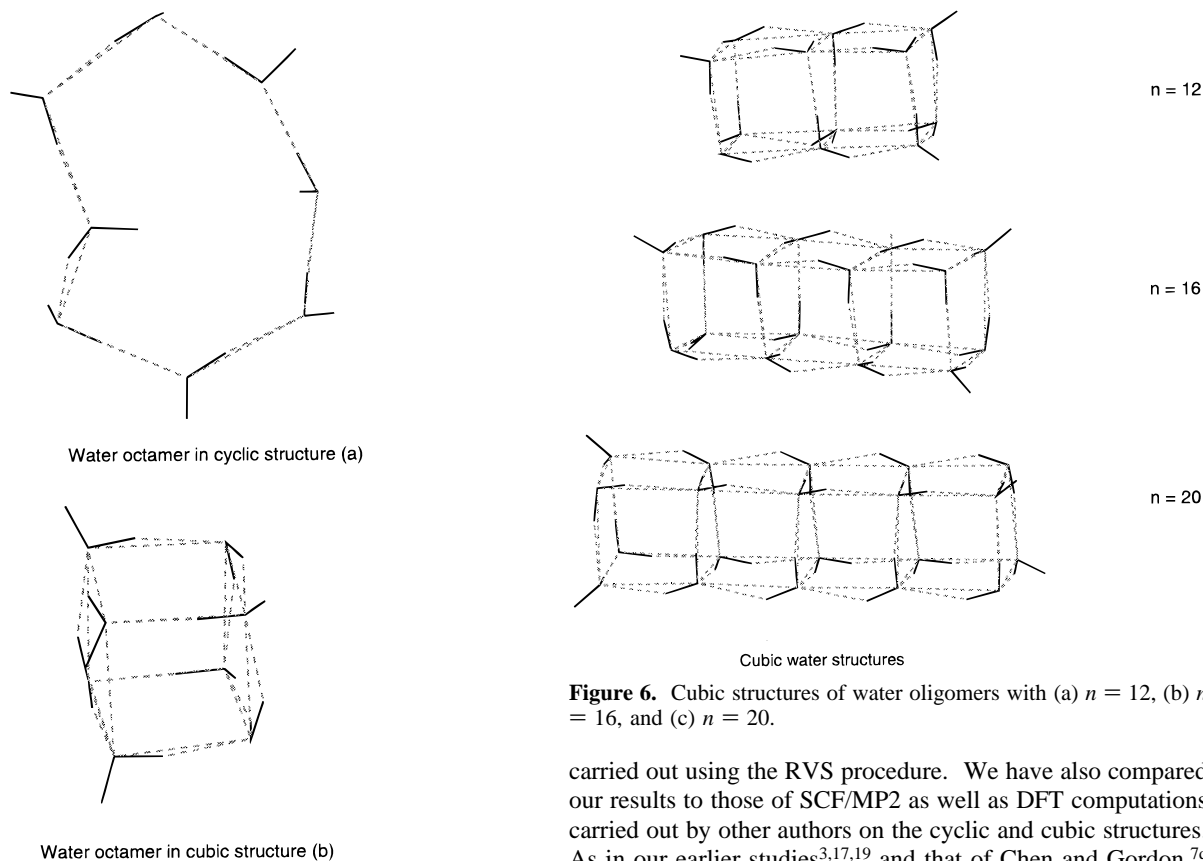 Water octamer in cyclic structure (a)
Water octamer in cubic structure (b)
n = 12
n = 16
n = 20
Cubic water structures
Figure 6. Cubic structures of water oligomers with (a) n = 12, (b) n
= 16, and (c) n = 20.
carried out using the RVS procedure. We have also compared
our results to those of SCF/MP2 as well as DFT computations
carried out by other authors on the cyclic and cubic structures.
As in our earlier studies3,17,19 and that of Chen and Gordon,7c